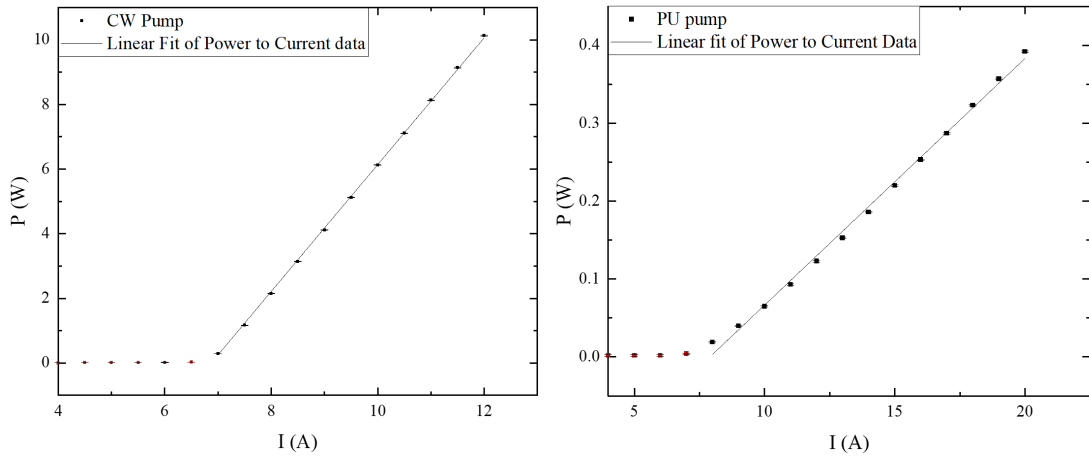 CW Pump
Linear Fit of Power to Current data
10
8
6
4
2
0
P (W)
4
6
8
10
12
I (A)
PU pump
Linear fit of Power to Current Data
0.4
0.3
0.2
0.1
0.0
P (W)
5
10
15
20
I (A)